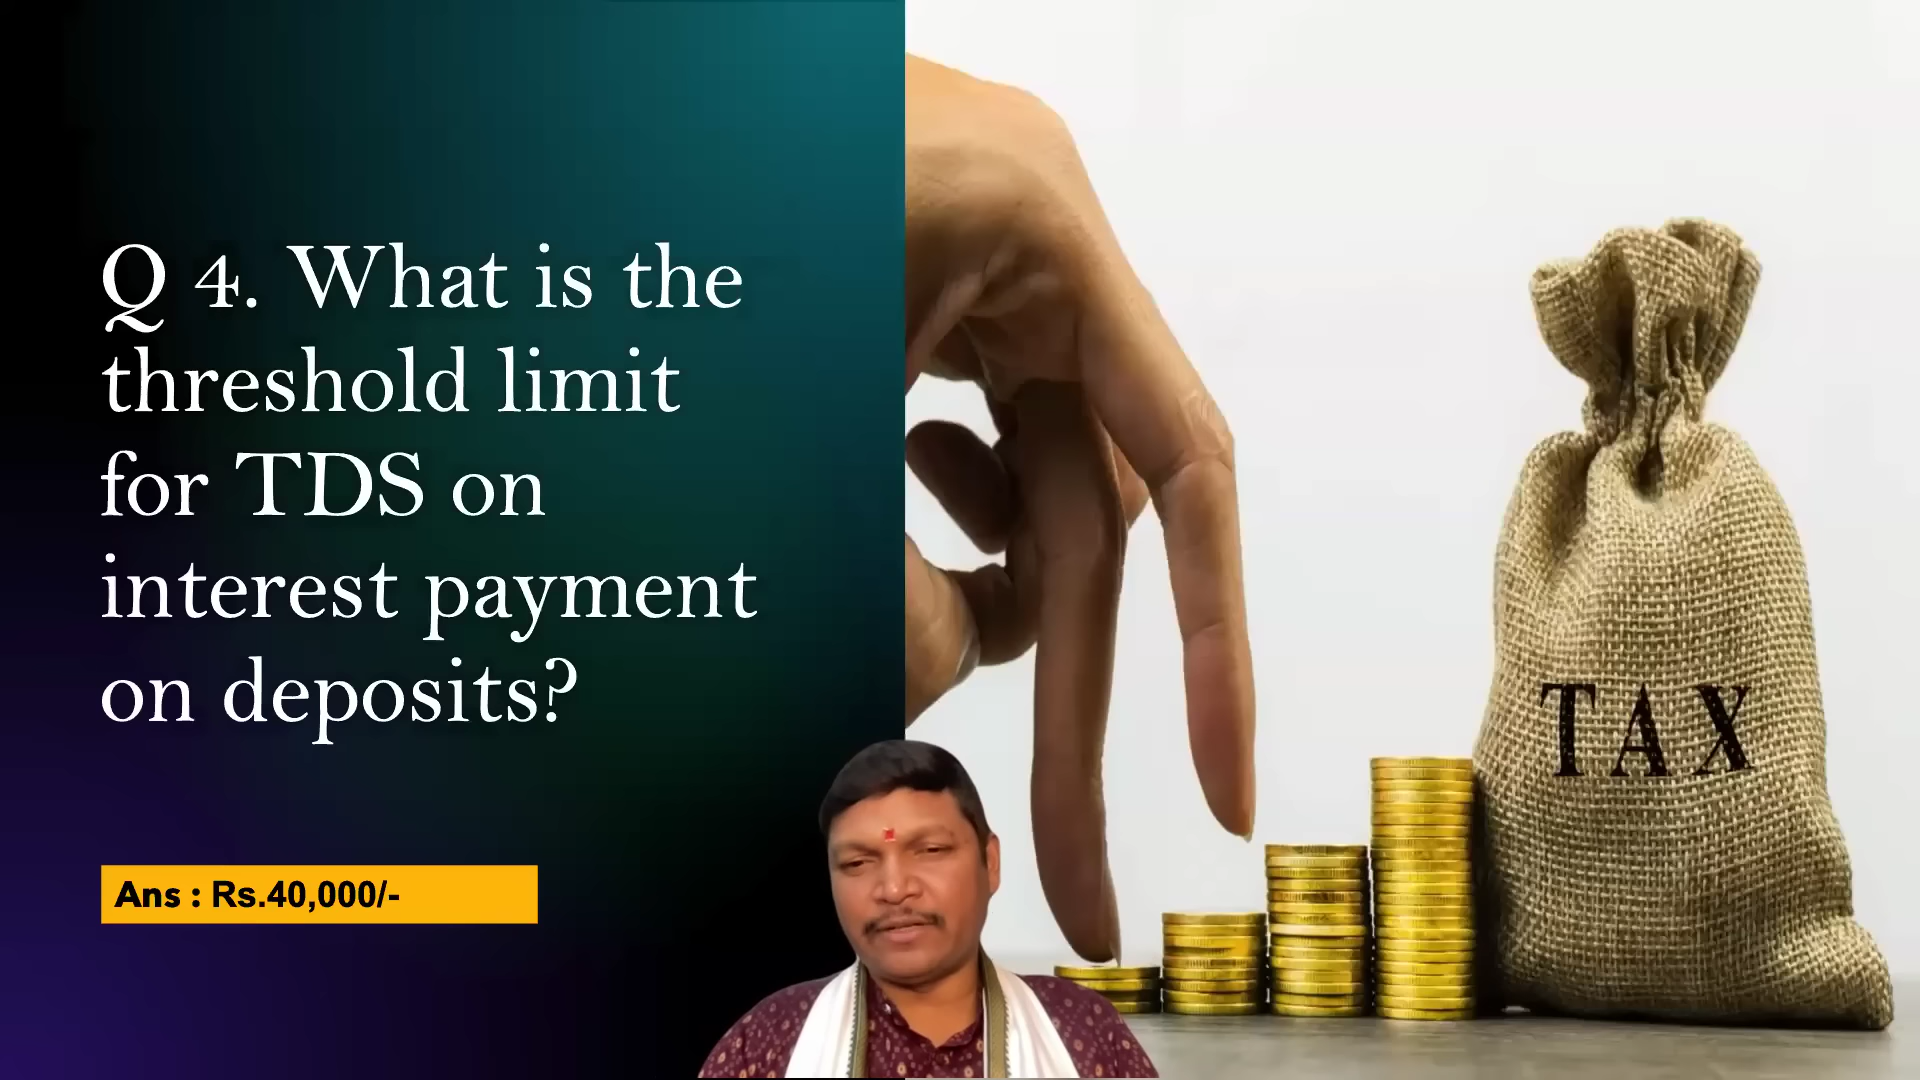 Q 4. What is the
threshold limit
for TDS on
interest payment
on deposits?
Ans : Rs.40,000/-
TAX